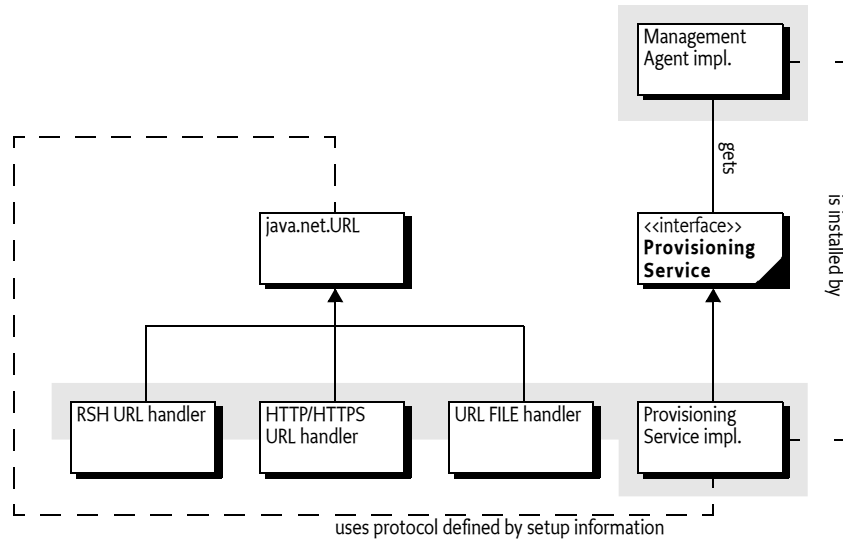 Management
Agent impl.
gets
java.net.URL
<<interface>>
Provisioning
Service
is installed by
RSH URL handler
HTTP/HTTPS
URL handler
URL FILE handler
Provisioning
Service impl.
uses protocol defined by setup information